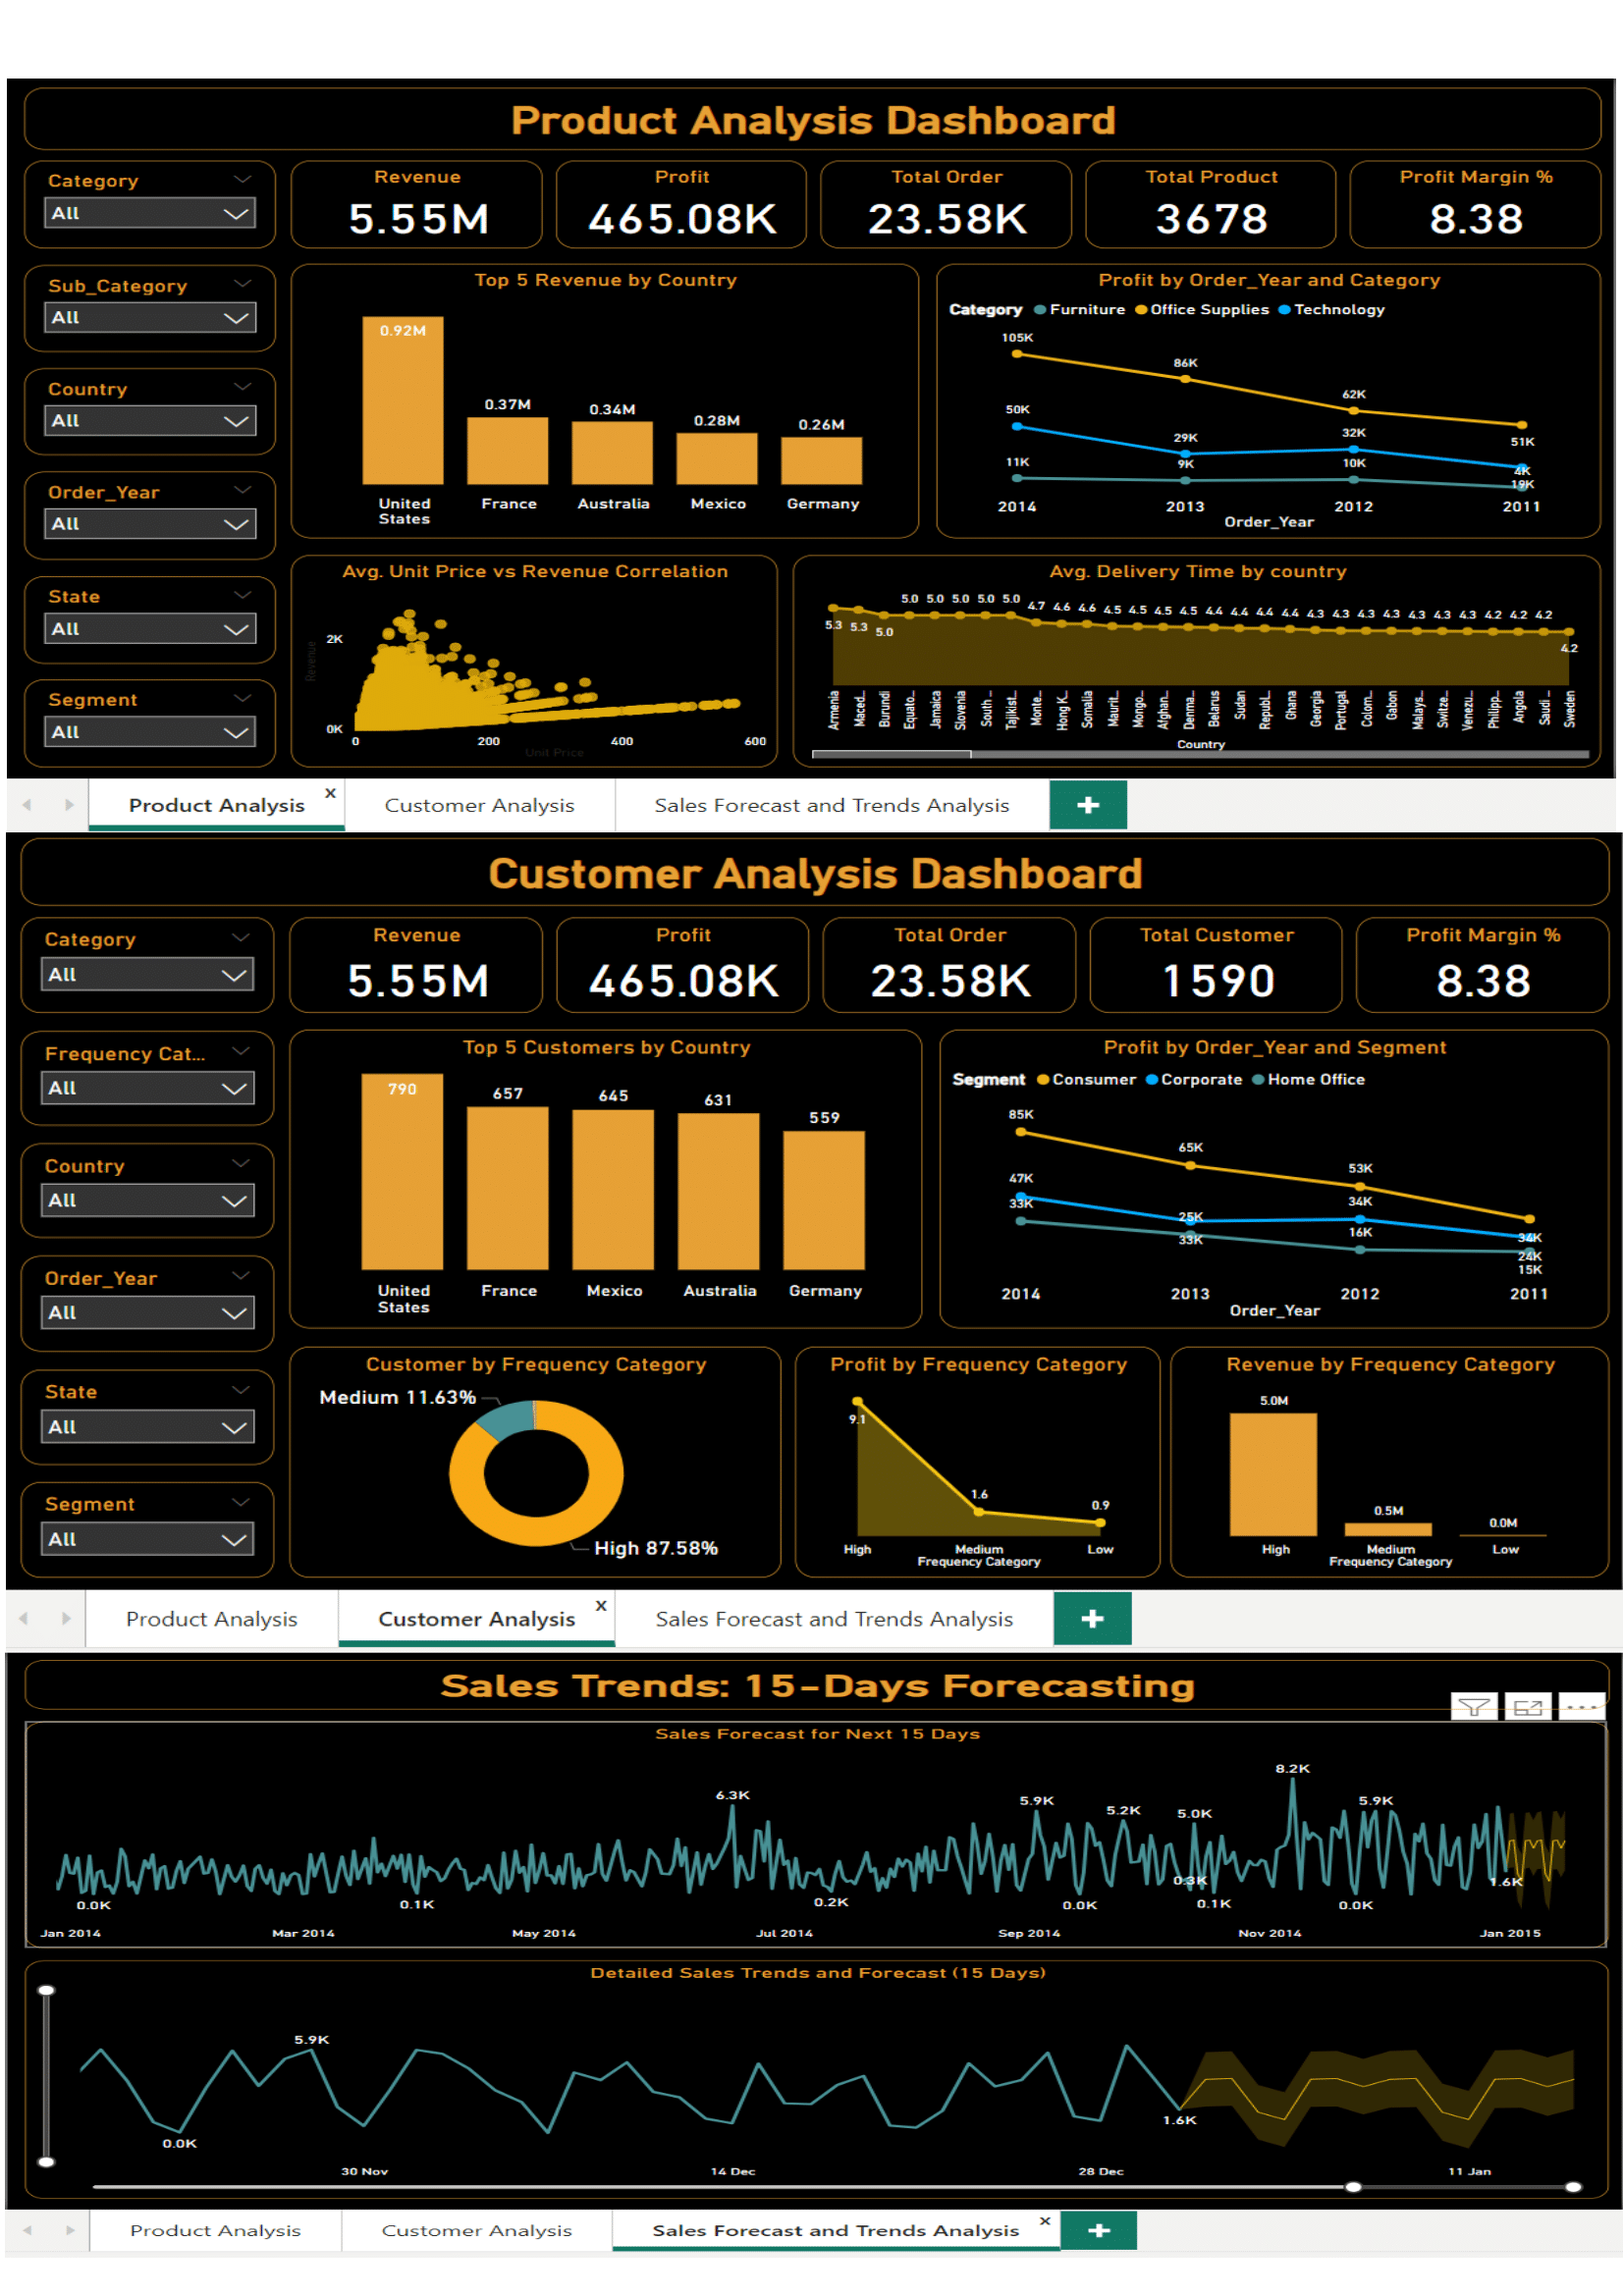 Product Analysis Dashboard
Category
All
Sub_Category
All
Country
All
Order_Year
All
State
All
Segment
All
Revenue
5.55M
Profit
465.08K
Total Order
23.58K
Total Product
3678
Profit Margin %
8.38
Top 5 Revenue by Country
0.92M
0.37M
0.34M
0.28M
0.26M
United
States
France
Australia
Mexico
Germany
Profit by Order_Year and Category
Category Furniture Office Supplies Technology
105K
86K
62K
51K
50K
29K
32K
4K
11K
9K
10K
19K
2014 2013 2012 2011
Order_Year
Avg. Unit Price vs Revenue Correlation
Revenue
2K
0K
0 200 400 600
Unit Price
Avg. Delivery Time by country
5.3 5.3 5.0 5.0 5.0 5.0 5.0 5.0 4.7 4.6 4.6 4.5 4.5 4.5 4.5 4.4 4.4 4.4 4.4 4.3 4.3 4.3 4.3 4.3 4.3 4.3 4.2 4.2 4.2 4.2
Armenia
Maced...
Burundi
Equato...
Jamaica
Slovenia
South ...
Tajikist...
Monte...
Hong K...
Somalia
Maurit...
Mongo...
Afghan...
Denma...
Belarus
Sudan
Republ...
Ghana
Georgia
Portugal
Colom...
Gabon
Malays...
Switze...
Venezu...
Philipp...
Angola
Saudi ...
Sweden
Country
Product Analysis x
Customer Analysis
Sales Forecast and Trends Analysis
+
Customer Analysis Dashboard
Category
All
Frequency Cat...
All
Country
All
Order_Year
All
State
All
Segment
All
Revenue
5.55M
Profit
465.08K
Total Order
23.58K
Total Customer
1590
Profit Margin %
8.38
Top 5 Customers by Country
790
657
645
631
559
United
States
France
Mexico
Australia
Germany
Profit by Order_Year and Segment
Segment Consumer Corporate Home Office
85K
65K
53K
34K
47K
25K
34K
24K
33K
33K
16K
15K
2014 2013 2012 2011
Order_Year
Customer by Frequency Category
Medium 11.63%
High 87.58%
Profit by Frequency Category
9.1
1.6
0.9
High Medium Low
Frequency Category
Revenue by Frequency Category
5.0M
0.5M
0.0M
High Medium Low
Frequency Category
Product Analysis
Customer Analysis x
Sales Forecast and Trends Analysis
+
Sales Trends: 15-Days Forecasting
Sales Forecast for Next 15 Days
8.2K
6.3K
5.9K
5.2K
5.0K
5.9K
0.3K
1.6K
0.0K
0.1K
0.2K
0.0K
0.1K
0.0K
Jan 2014 Mar 2014 May 2014 Jul 2014 Sep 2014 Nov 2014 Jan 2015
Detailed Sales Trends and Forecast (15 Days)
5.9K
1.6K
0.0K
30 Nov 14 Dec 28 Dec 11 Jan
Product Analysis
Customer Analysis
Sales Forecast and Trends Analysis x
+